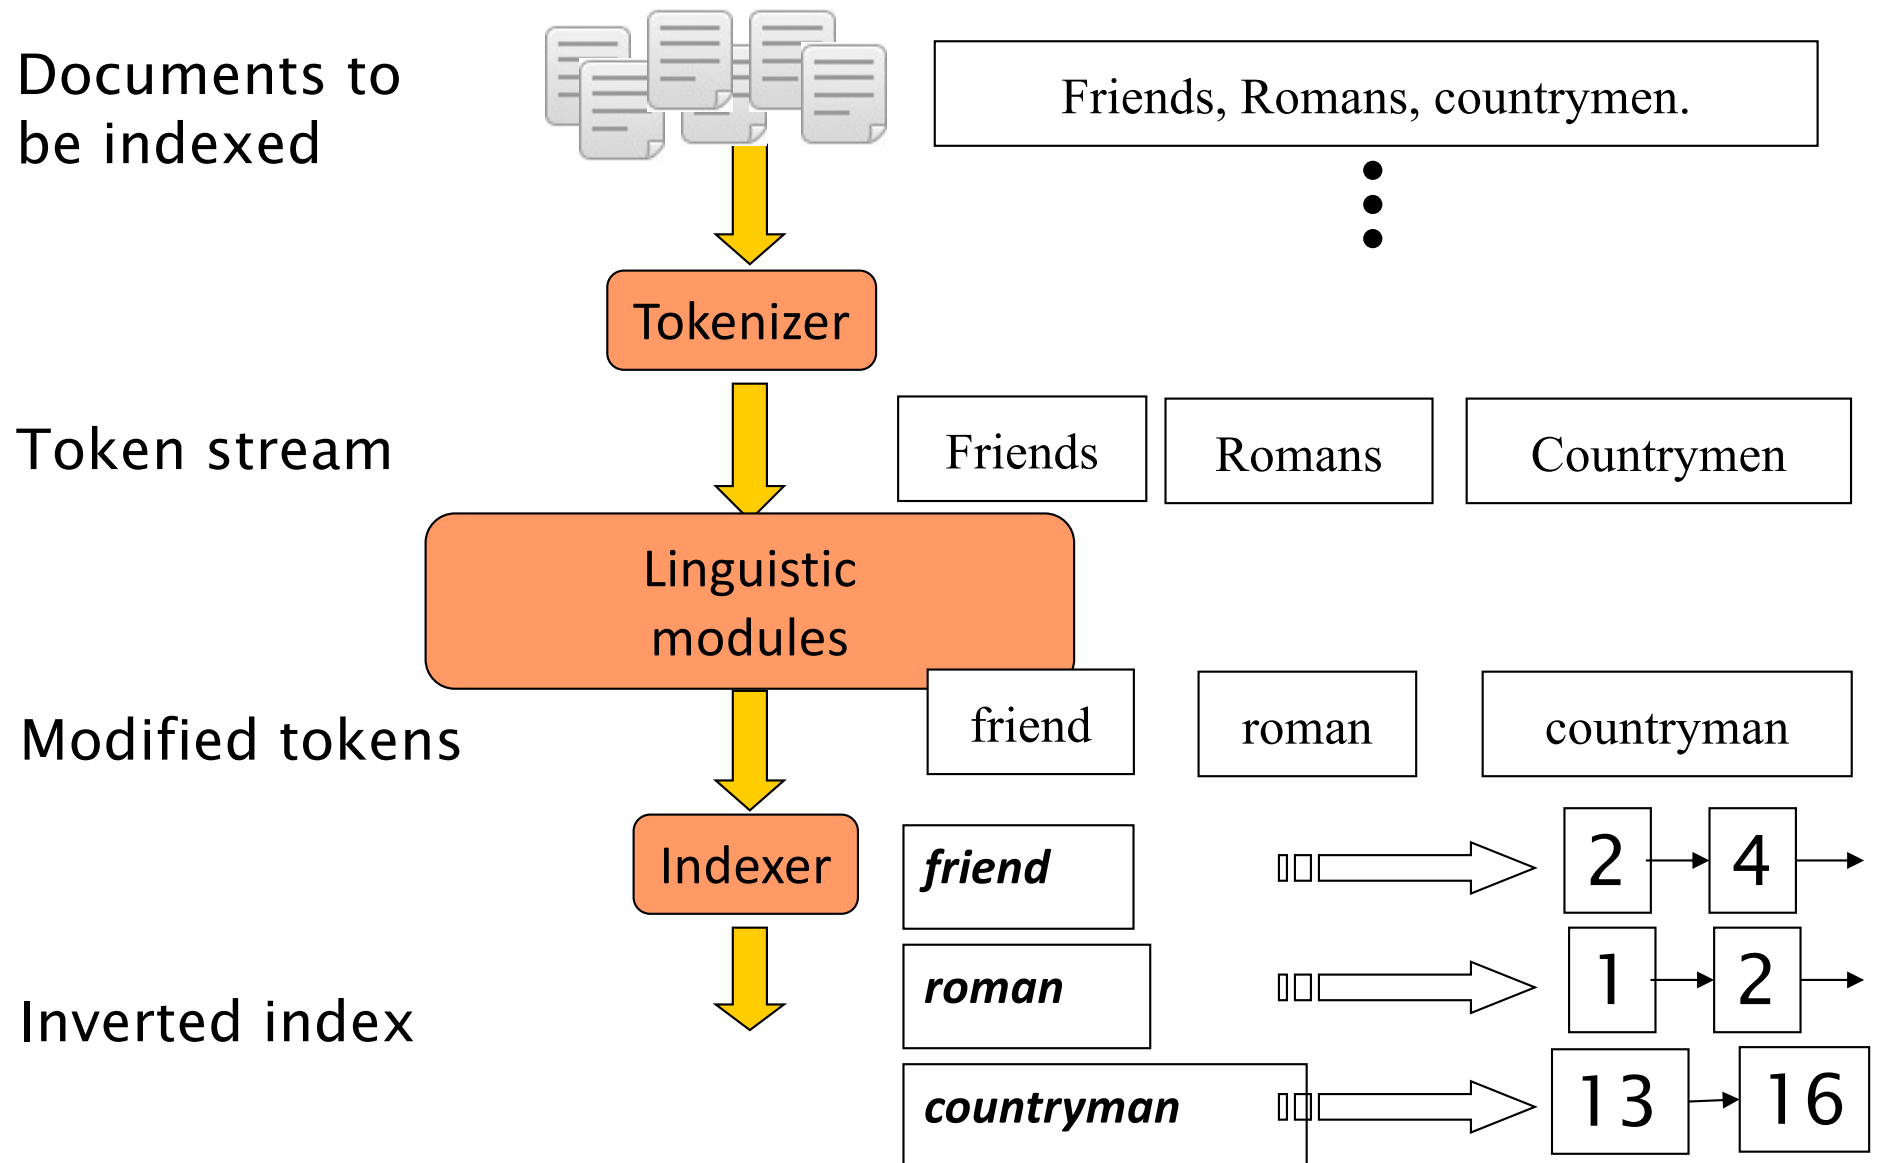 Documents to
be indexed
Friends, Romans, countrymen.
Tokenizer
Token stream
Friends
Romans
Countrymen
Linguistic
modules
Modified tokens
friend
roman
countryman
Indexer
friend
2
4
roman
1
2
Inverted index
countryman
13
16